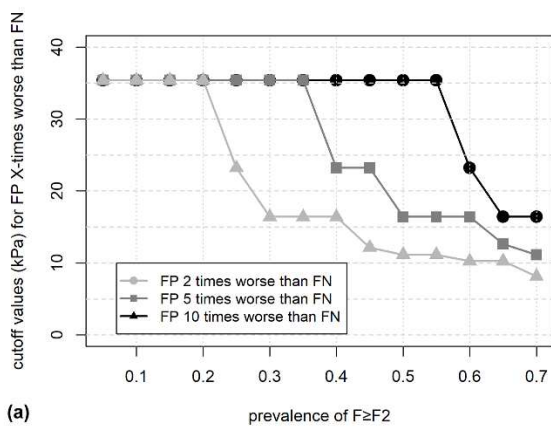 cutoff values (kPa) for FP X-times worse than FN
40
30
20
10
0
FP 2 times worse than FN
FP 5 times worse than FN
FP 10 times worse than FN
0.1 0.2 0.3 0.4 0.5 0.6 0.7
(a) prevalence of F≥F2